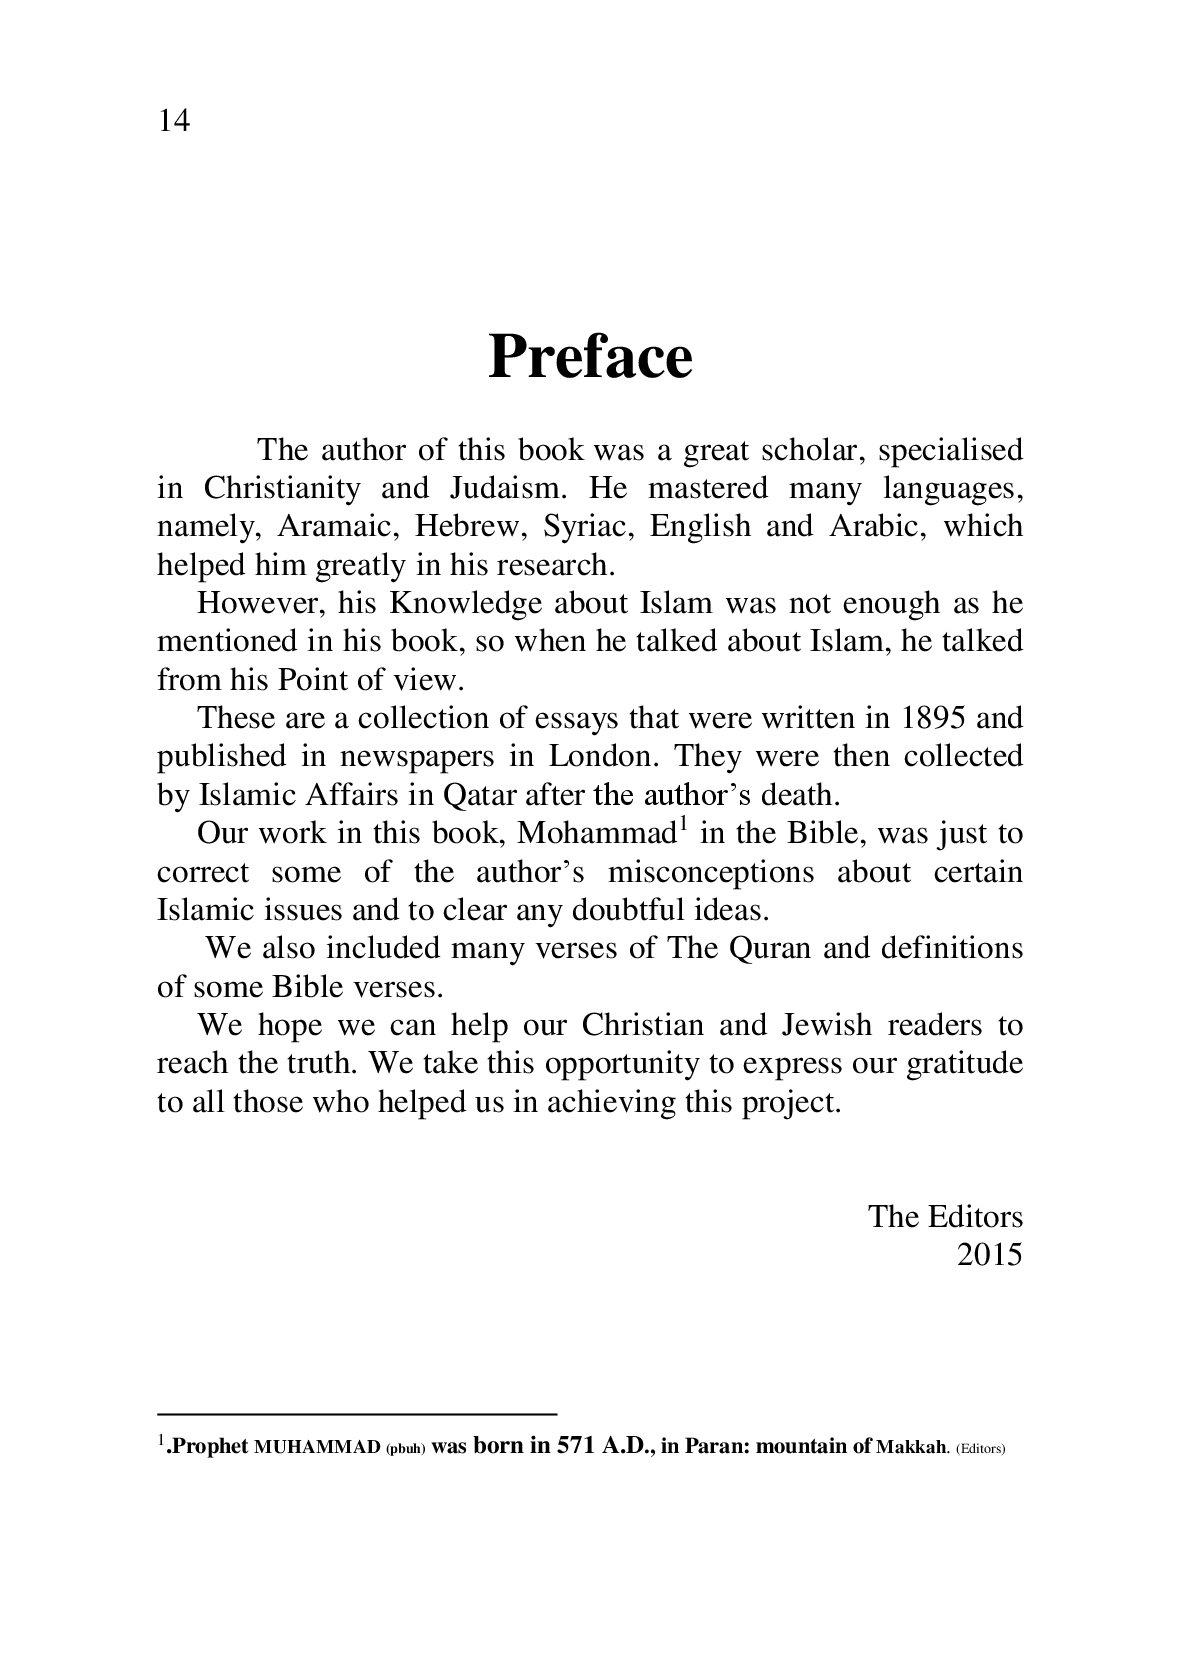 14
Preface
The author of this book was a great scholar, specialised
in Christianity and Judaism. He mastered many languages,
namely, Aramaic, Hebrew, Syriac, English and Arabic, which
helped him greatly in his research.
However, his Knowledge about Islam was not enough as he
mentioned in his book, so when he talked about Islam, he talked
from his Point of view.
These are a collection of essays that were written in 1895 and
published in newspapers in London. They were then collected
by Islamic Affairs in Qatar after the author’s death.
Our work in this book, Mohammad¹ in the Bible, was just to
correct some of the author’s misconceptions about certain
Islamic issues and to clear any doubtful ideas.
We also included many verses of The Quran and definitions
of some Bible verses.
We hope we can help our Christian and Jewish readers to
reach the truth. We take this opportunity to express our gratitude
to all those who helped us in achieving this project.
The Editors
2015
¹.Prophet MUHAMMAD (pbuh) was born in 571 A.D., in Paran: mountain of Makkah. (Editors)